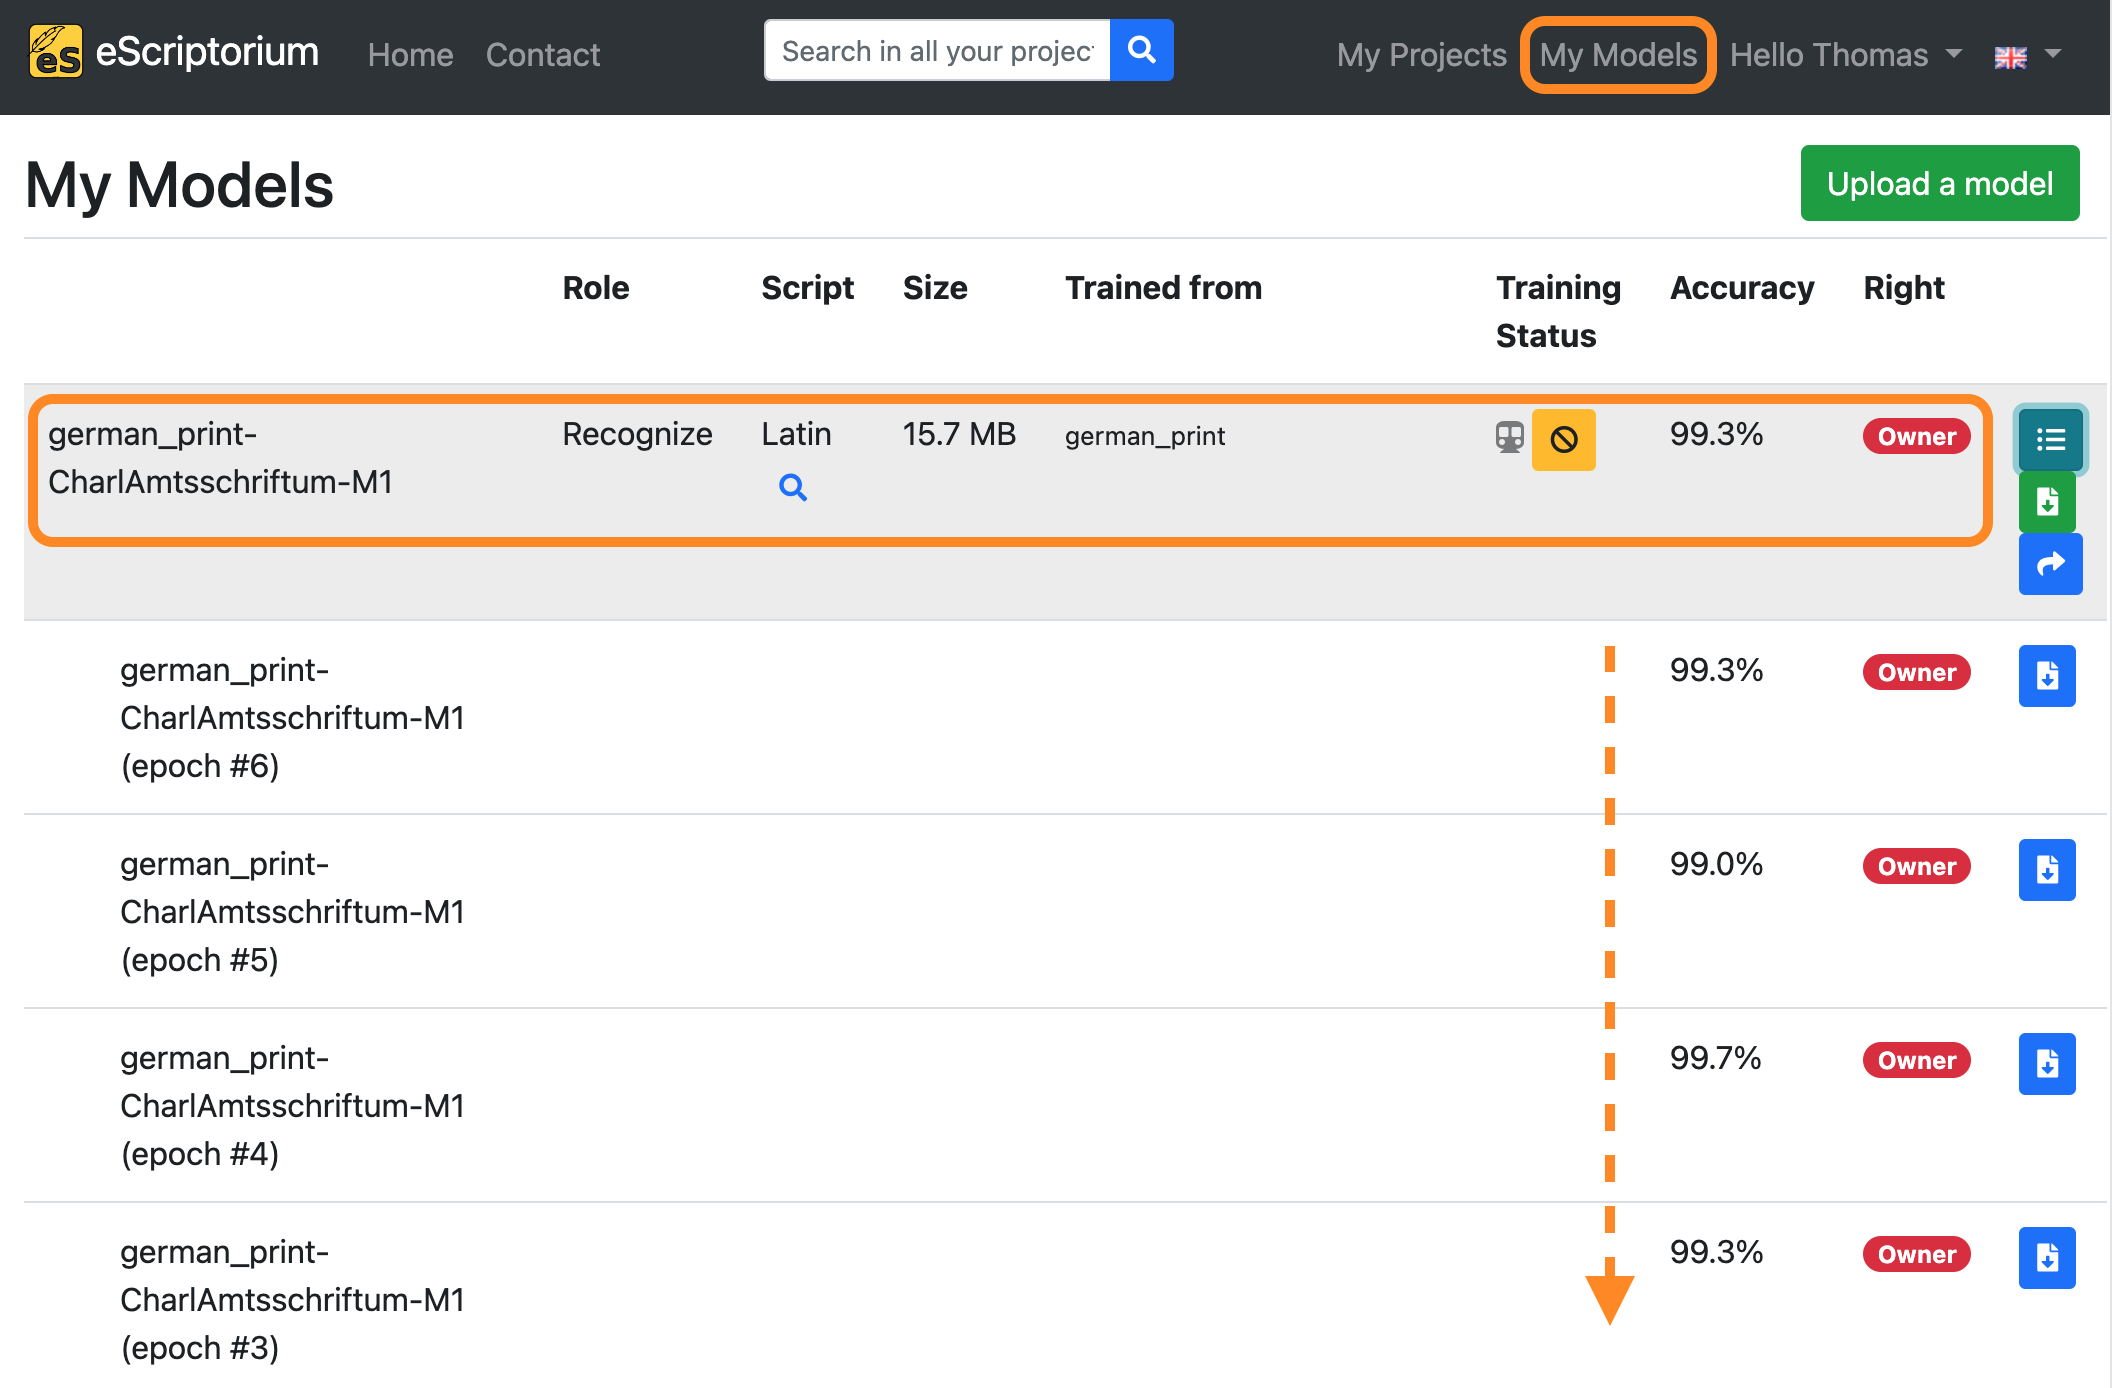 es eScriptorium Home Contact Search in all your projec My Projects My Models Hello Thomas
My Models
Upload a model
Role Script Size Trained from Training Status Accuracy Right
german_print-
CharlAmtsschriftum-M1
Recognize Latin 15.7 MB german_print 99.3% Owner
german_print-
CharlAmtsschriftum-M1
(epoch #6)
99.3% Owner
german_print-
CharlAmtsschriftum-M1
(epoch #5)
99.0% Owner
german_print-
CharlAmtsschriftum-M1
(epoch #4)
99.7% Owner
german_print-
CharlAmtsschriftum-M1
(epoch #3)
99.3% Owner